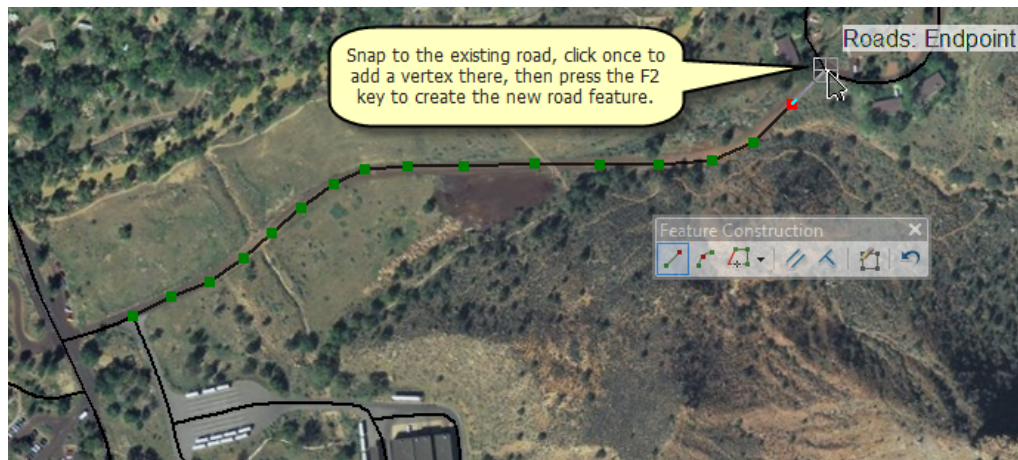 Snap to the existing road, click once to
add a vertex there, then press the F2
key to create the new road feature.
Roads: Endpoint
Feature Construction